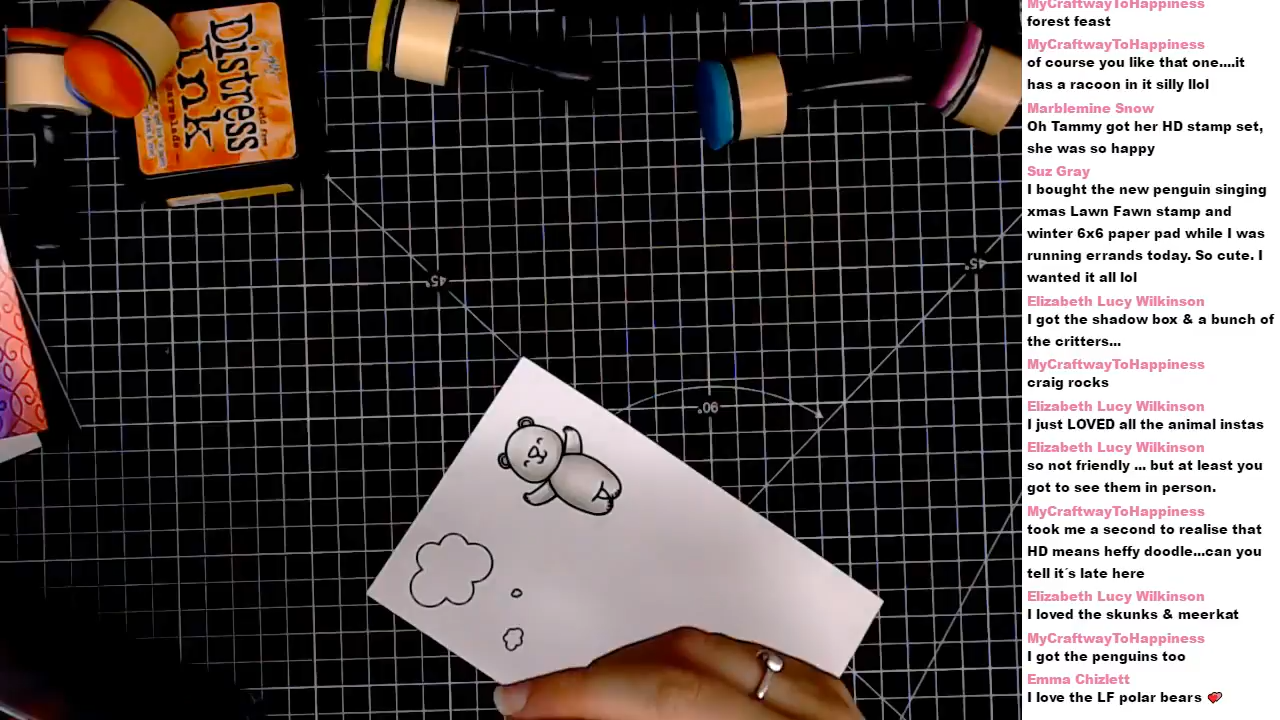 Distress
Ink
45°
45°
90°
MyCraftwayToHappiness
forest feast
MyCraftwayToHappiness
of course you like that one....it
has a racoon in it silly llol
Marblemine Snow
Oh Tammy got her HD stamp set,
she was so happy
Suz Gray
I bought the new penguin singing
xmas Lawn Fawn stamp and
winter 6x6 paper pad while I was
running errands today. So cute. I
wanted it all lol
Elizabeth Lucy Wilkinson
I got the shadow box & a bunch of
the critters...
MyCraftwayToHappiness
craig rocks
Elizabeth Lucy Wilkinson
I just LOVED all the animal instas
Elizabeth Lucy Wilkinson
so not friendly ... but at least you
got to see them in person.
MyCraftwayToHappiness
took me a second to realise that
HD means heffy doodle...can you
tell it´s late here
Elizabeth Lucy Wilkinson
I loved the skunks & meerkat
MyCraftwayToHappiness
I got the penguins too
Emma Chizlett
I love the LF polar bears 💕